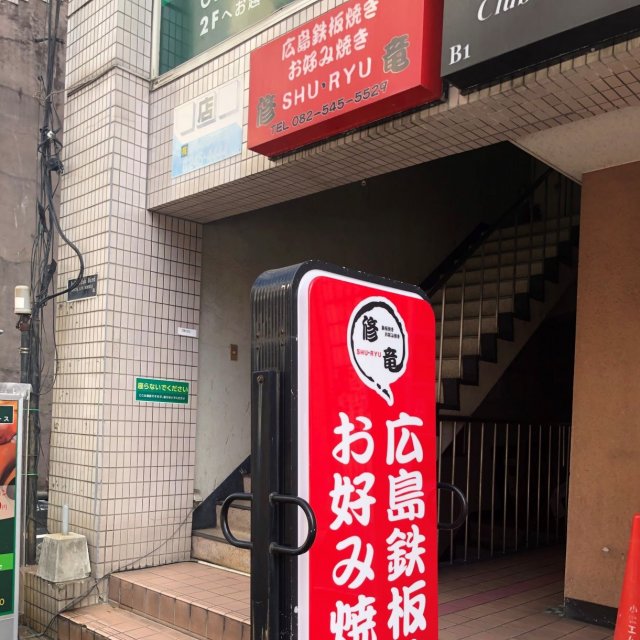 2Fへお
広島鉄板焼き
お好み焼き
修 SHU・RYU 竜
TEL 082-545-5529
Club
B1
店
座らないでください
修
竜
SHU・RYU
広島鉄板
お好み焼